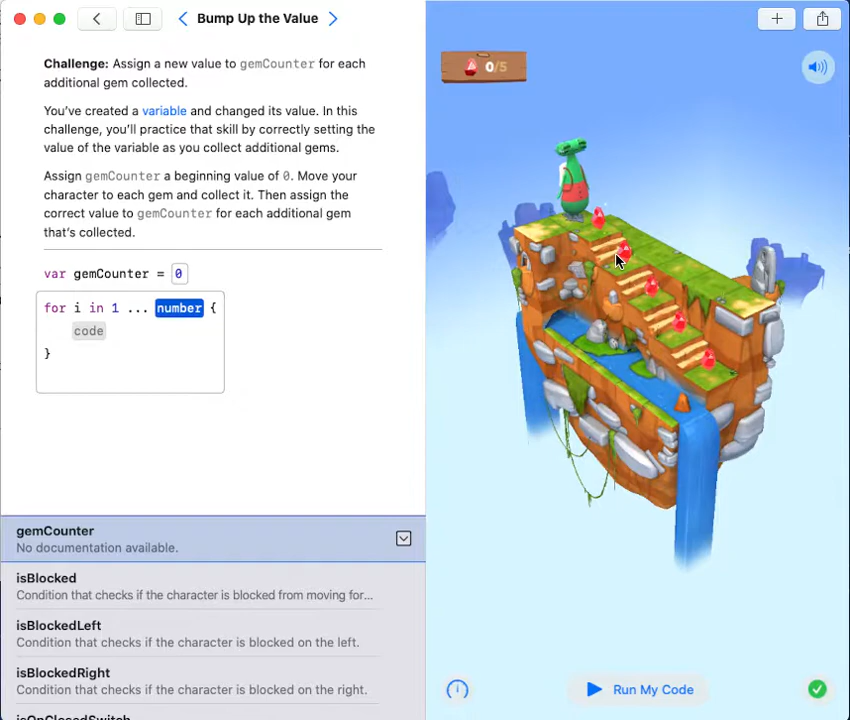 Bump Up the Value
Challenge: Assign a new value to gemCounter for each
additional gem collected.
You've created a variable and changed its value. In this
challenge, you'll practice that skill by correctly setting the
value of the variable as you collect additional gems.
Assign gemCounter a beginning value of 0. Move your
character to each gem and collect it. Then assign the
correct value to gemCounter for each additional gem
that's collected.
var gemCounter = 0
for i in 1 ... number {
code
}
gemCounter
No documentation available.
isBlocked
Condition that checks if the character is blocked from moving for...
isBlockedLeft
Condition that checks if the character is blocked on the left.
isBlockedRight
Condition that checks if the character is blocked on the right.
isOnClosedSwitch
0/5
Run My Code